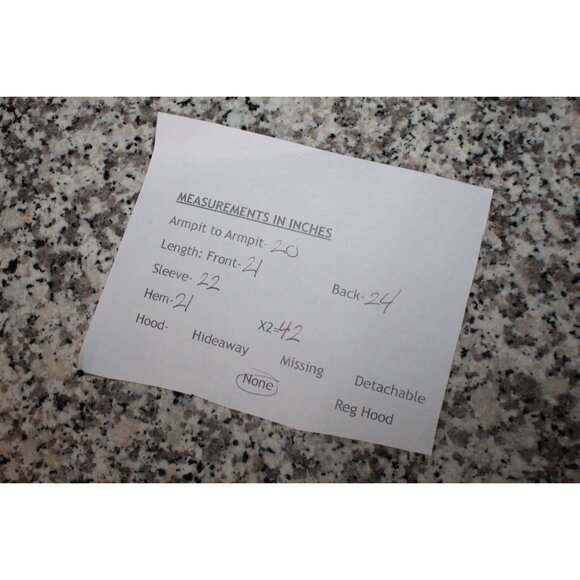 MEASUREMENTS IN INCHES
Armpit to Armpit- 20
Length: Front- 21 Back- 24
Sleeve- 22
Hem- 21 X2= 42
Hood- Hideaway Missing Detachable
None Reg Hood